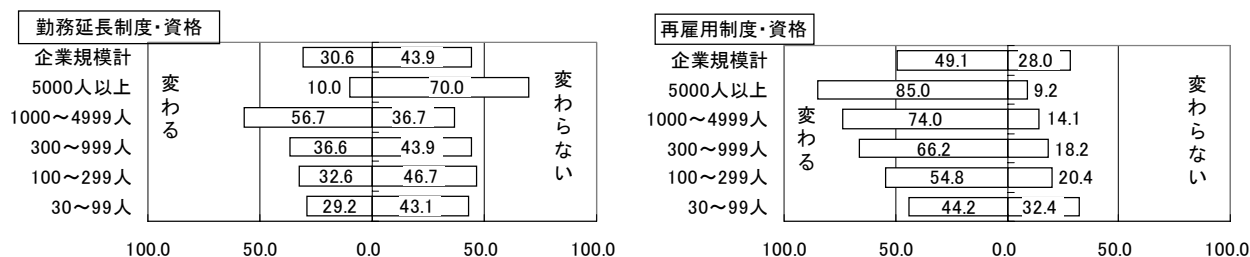 勤務延長制度・資格
企業規模計 30.6 43.9
5000人以上 10.0 70.0
1000～4999人 56.7 36.7
300～999人 36.6 43.9
100～299人 32.6 46.7
30～99人 29.2 43.1
変わる
変わらない
100.0 50.0 0.0 50.0 100.0
再雇用制度・資格
企業規模計 49.1 28.0
5000人以上 85.0 9.2
1000～4999人 74.0 14.1
300～999人 66.2 18.2
100～299人 54.8 20.4
30～99人 44.2 32.4
変わる
変わらない
100.0 50.0 0.0 50.0 100.0